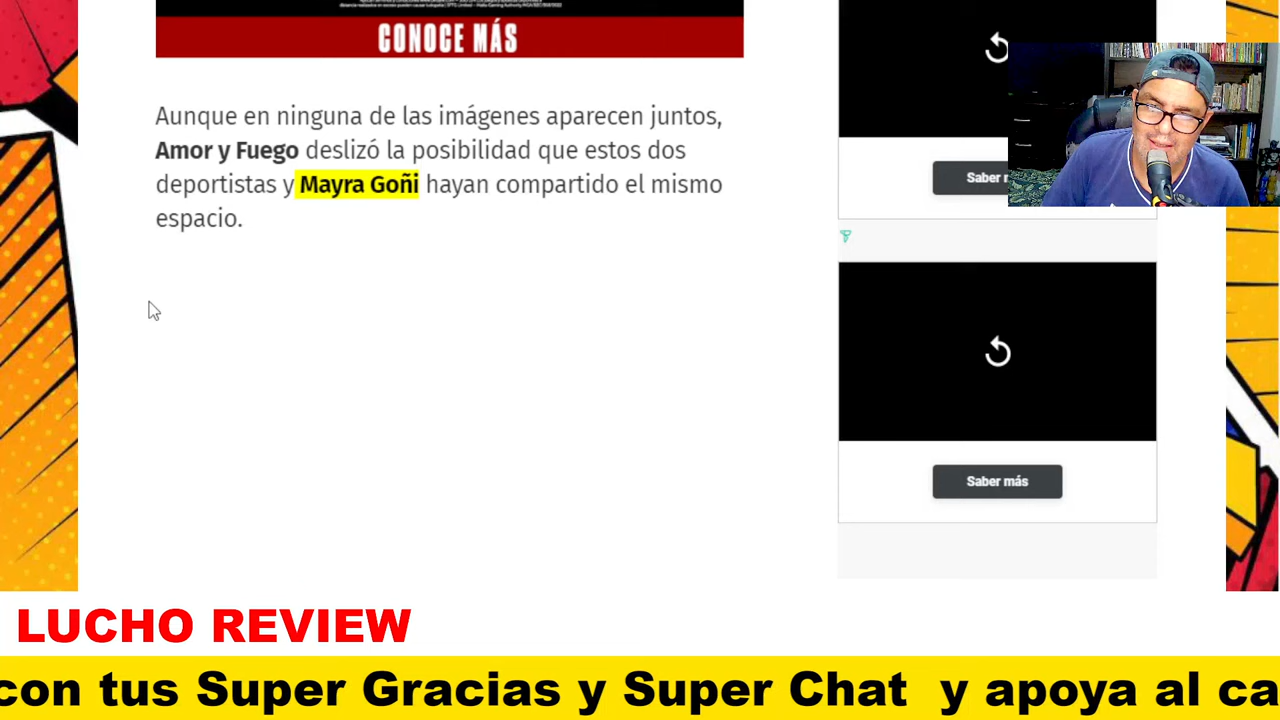 CONOCE MÁS
Aunque en ninguna de las imágenes aparecen juntos,
Amor y Fuego deslizó la posibilidad que estos dos
deportistas y Mayra Goñi hayan compartido el mismo
espacio.
Saber
Saber más
LUCHO REVIEW
con tus Super Gracias y Super Chat y apoya al ca